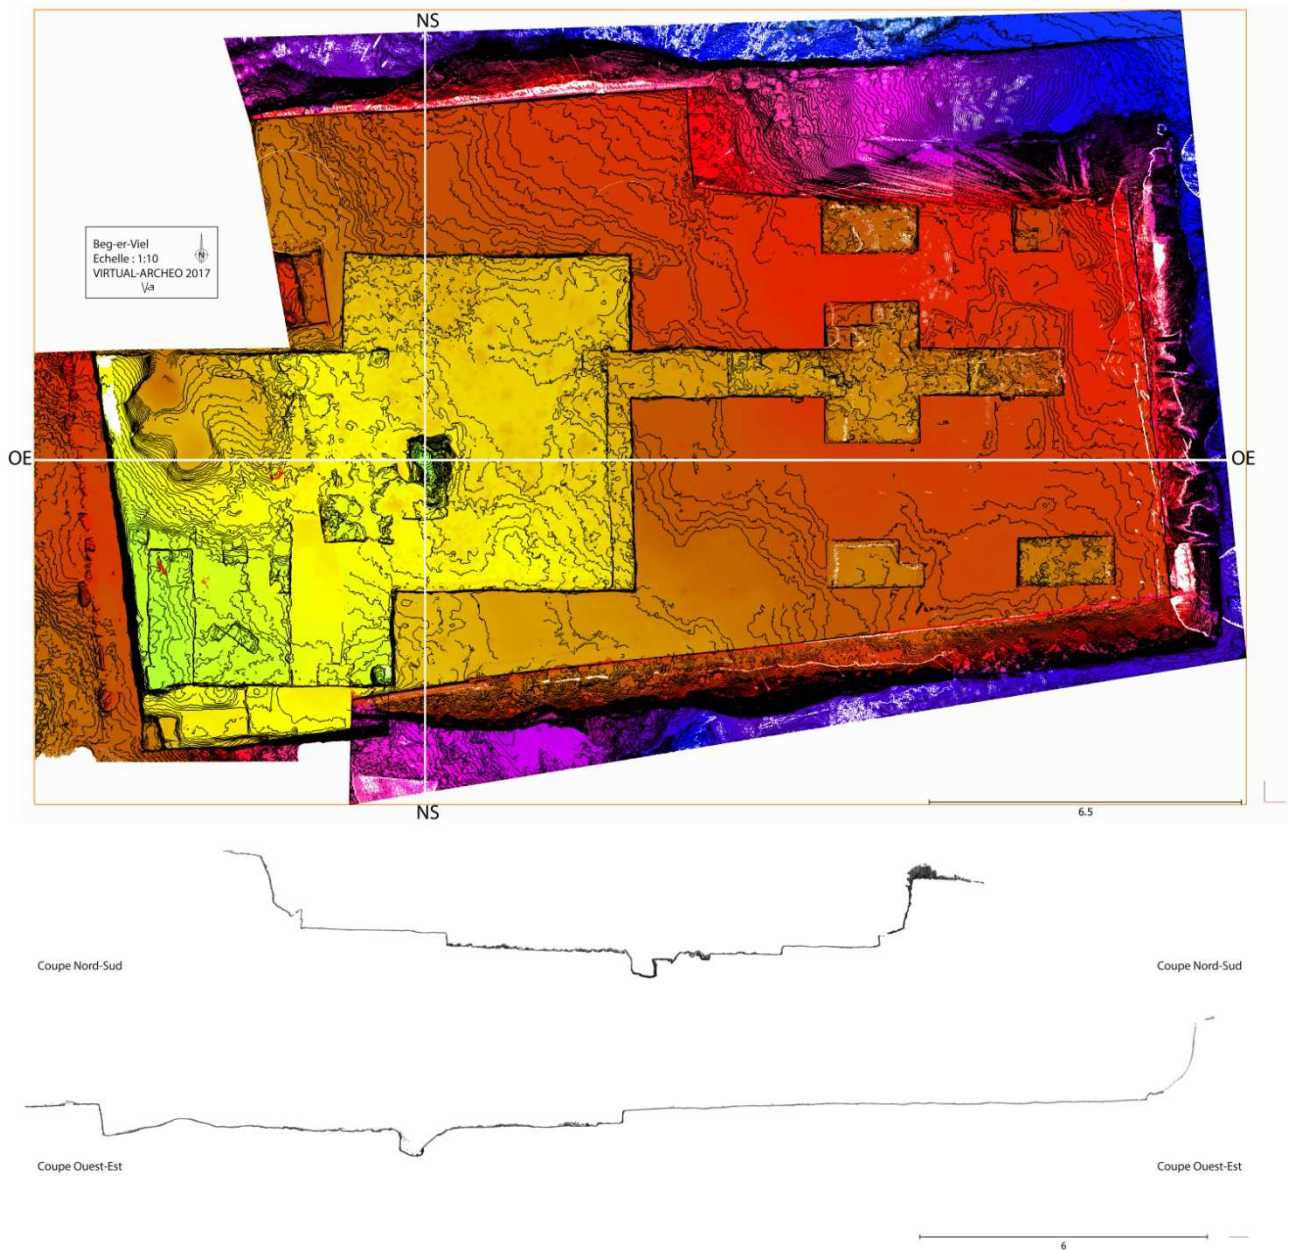 NS
Beg-er-Viel
Echelle : 1:10
VIRTUAL-ARCHEO 2017
N
OE
OE
NS
6.5
Coupe Nord-Sud
Coupe Nord-Sud
Coupe Ouest-Est
Coupe Ouest-Est
6